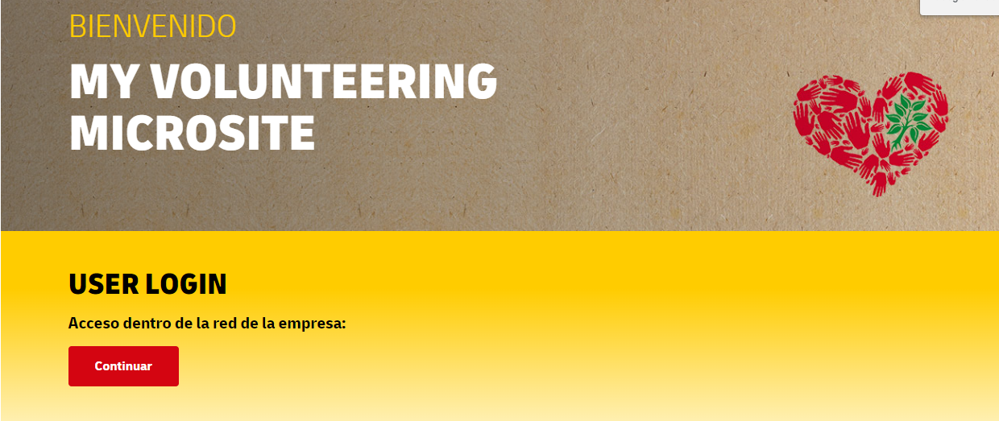 BIENVENIDO
MY VOLUNTEERING
MICROSITE
USER LOGIN
Acceso dentro de la red de la empresa:
Continuar